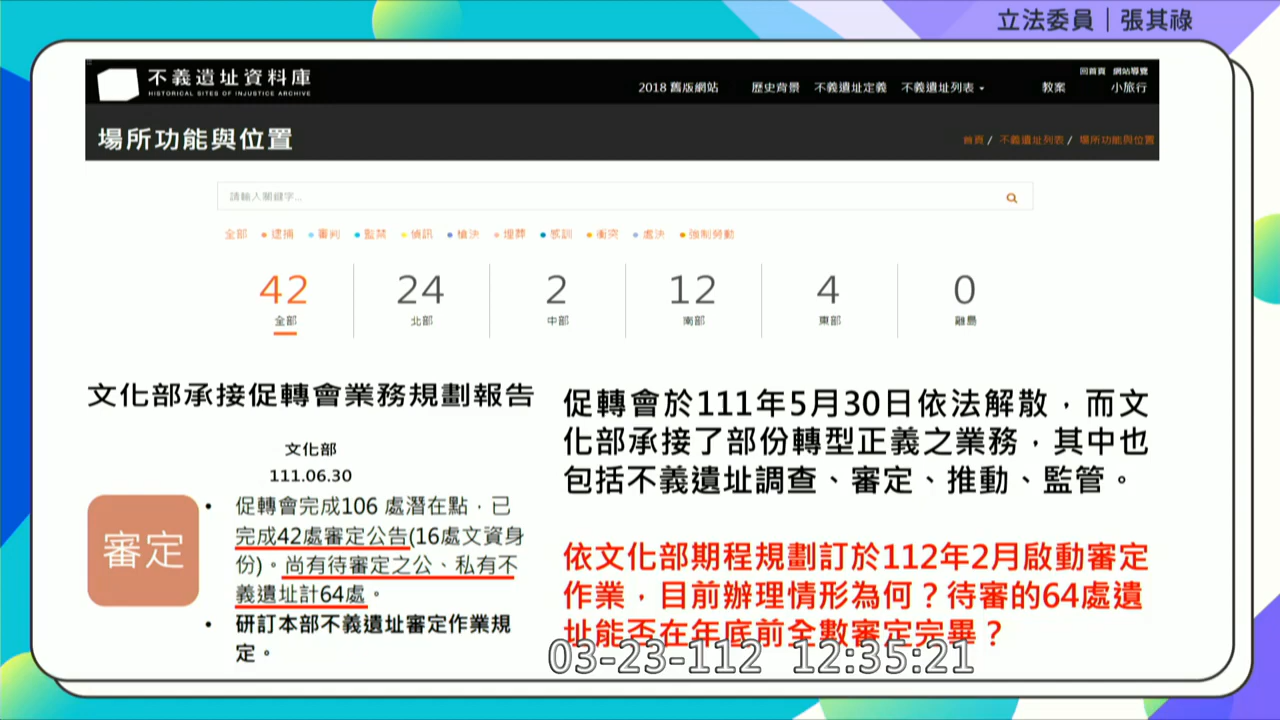 立法委員｜張其祿
不義遺址資料庫
HISTORICAL SITES OF INJUSTICE ARCHIVE
回首頁 網站導覽
2018 舊版網站 歷史背景 不義遺址定義 不義遺址列表 教案 小旅行
場所功能與位置
首頁 / 不義遺址列表 / 場所功能與位置
請輸入關鍵字...
全部 逮捕 審判 監禁 偵訊 槍決 埋葬 感訓 衝突 處決 強制勞動
42 24 2 12 4 0
全部 北部 中部 南部 東部 離島
文化部承接促轉會業務規劃報告
文化部
111.06.30
審定
• 促轉會完成106 處潛在點，已
完成42處審定公告(16處文資身
份)。尚有待審定之公、私有不
義遺址計64處。
• 研訂本部不義遺址審定作業規
定。
促轉會於111年5月30日依法解散，而文
化部承接了部份轉型正義之業務，其中也
包括不義遺址調查、審定、推動、監管。
依文化部期程規劃訂於112年2月啟動審定
作業，目前辦理情形為何？待審的64處遺
址能否在年底前全數審定完畢？
03-23-112 12:35:21